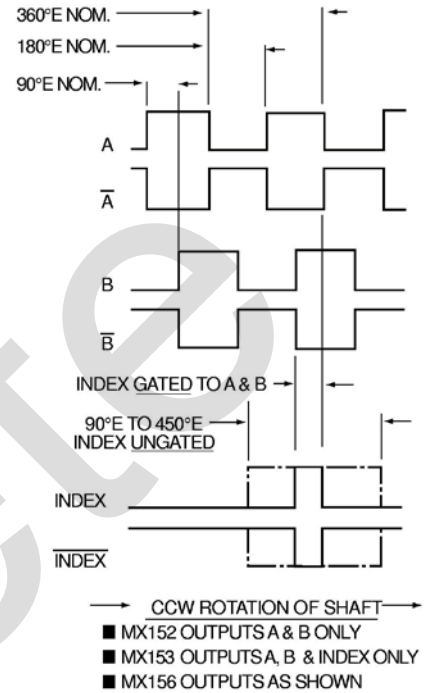 360°E NOM.
180°E NOM.
90°E NOM.
A
A̅
B
B̅
INDEX GATED TO A & B
90°E TO 450°E
INDEX UNGATED
INDEX
I̅N̅D̅E̅X̅
CCW ROTATION OF SHAFT
■ MX152 OUTPUTS A & B ONLY
■ MX153 OUTPUTS A, B & INDEX ONLY
■ MX156 OUTPUTS AS SHOWN